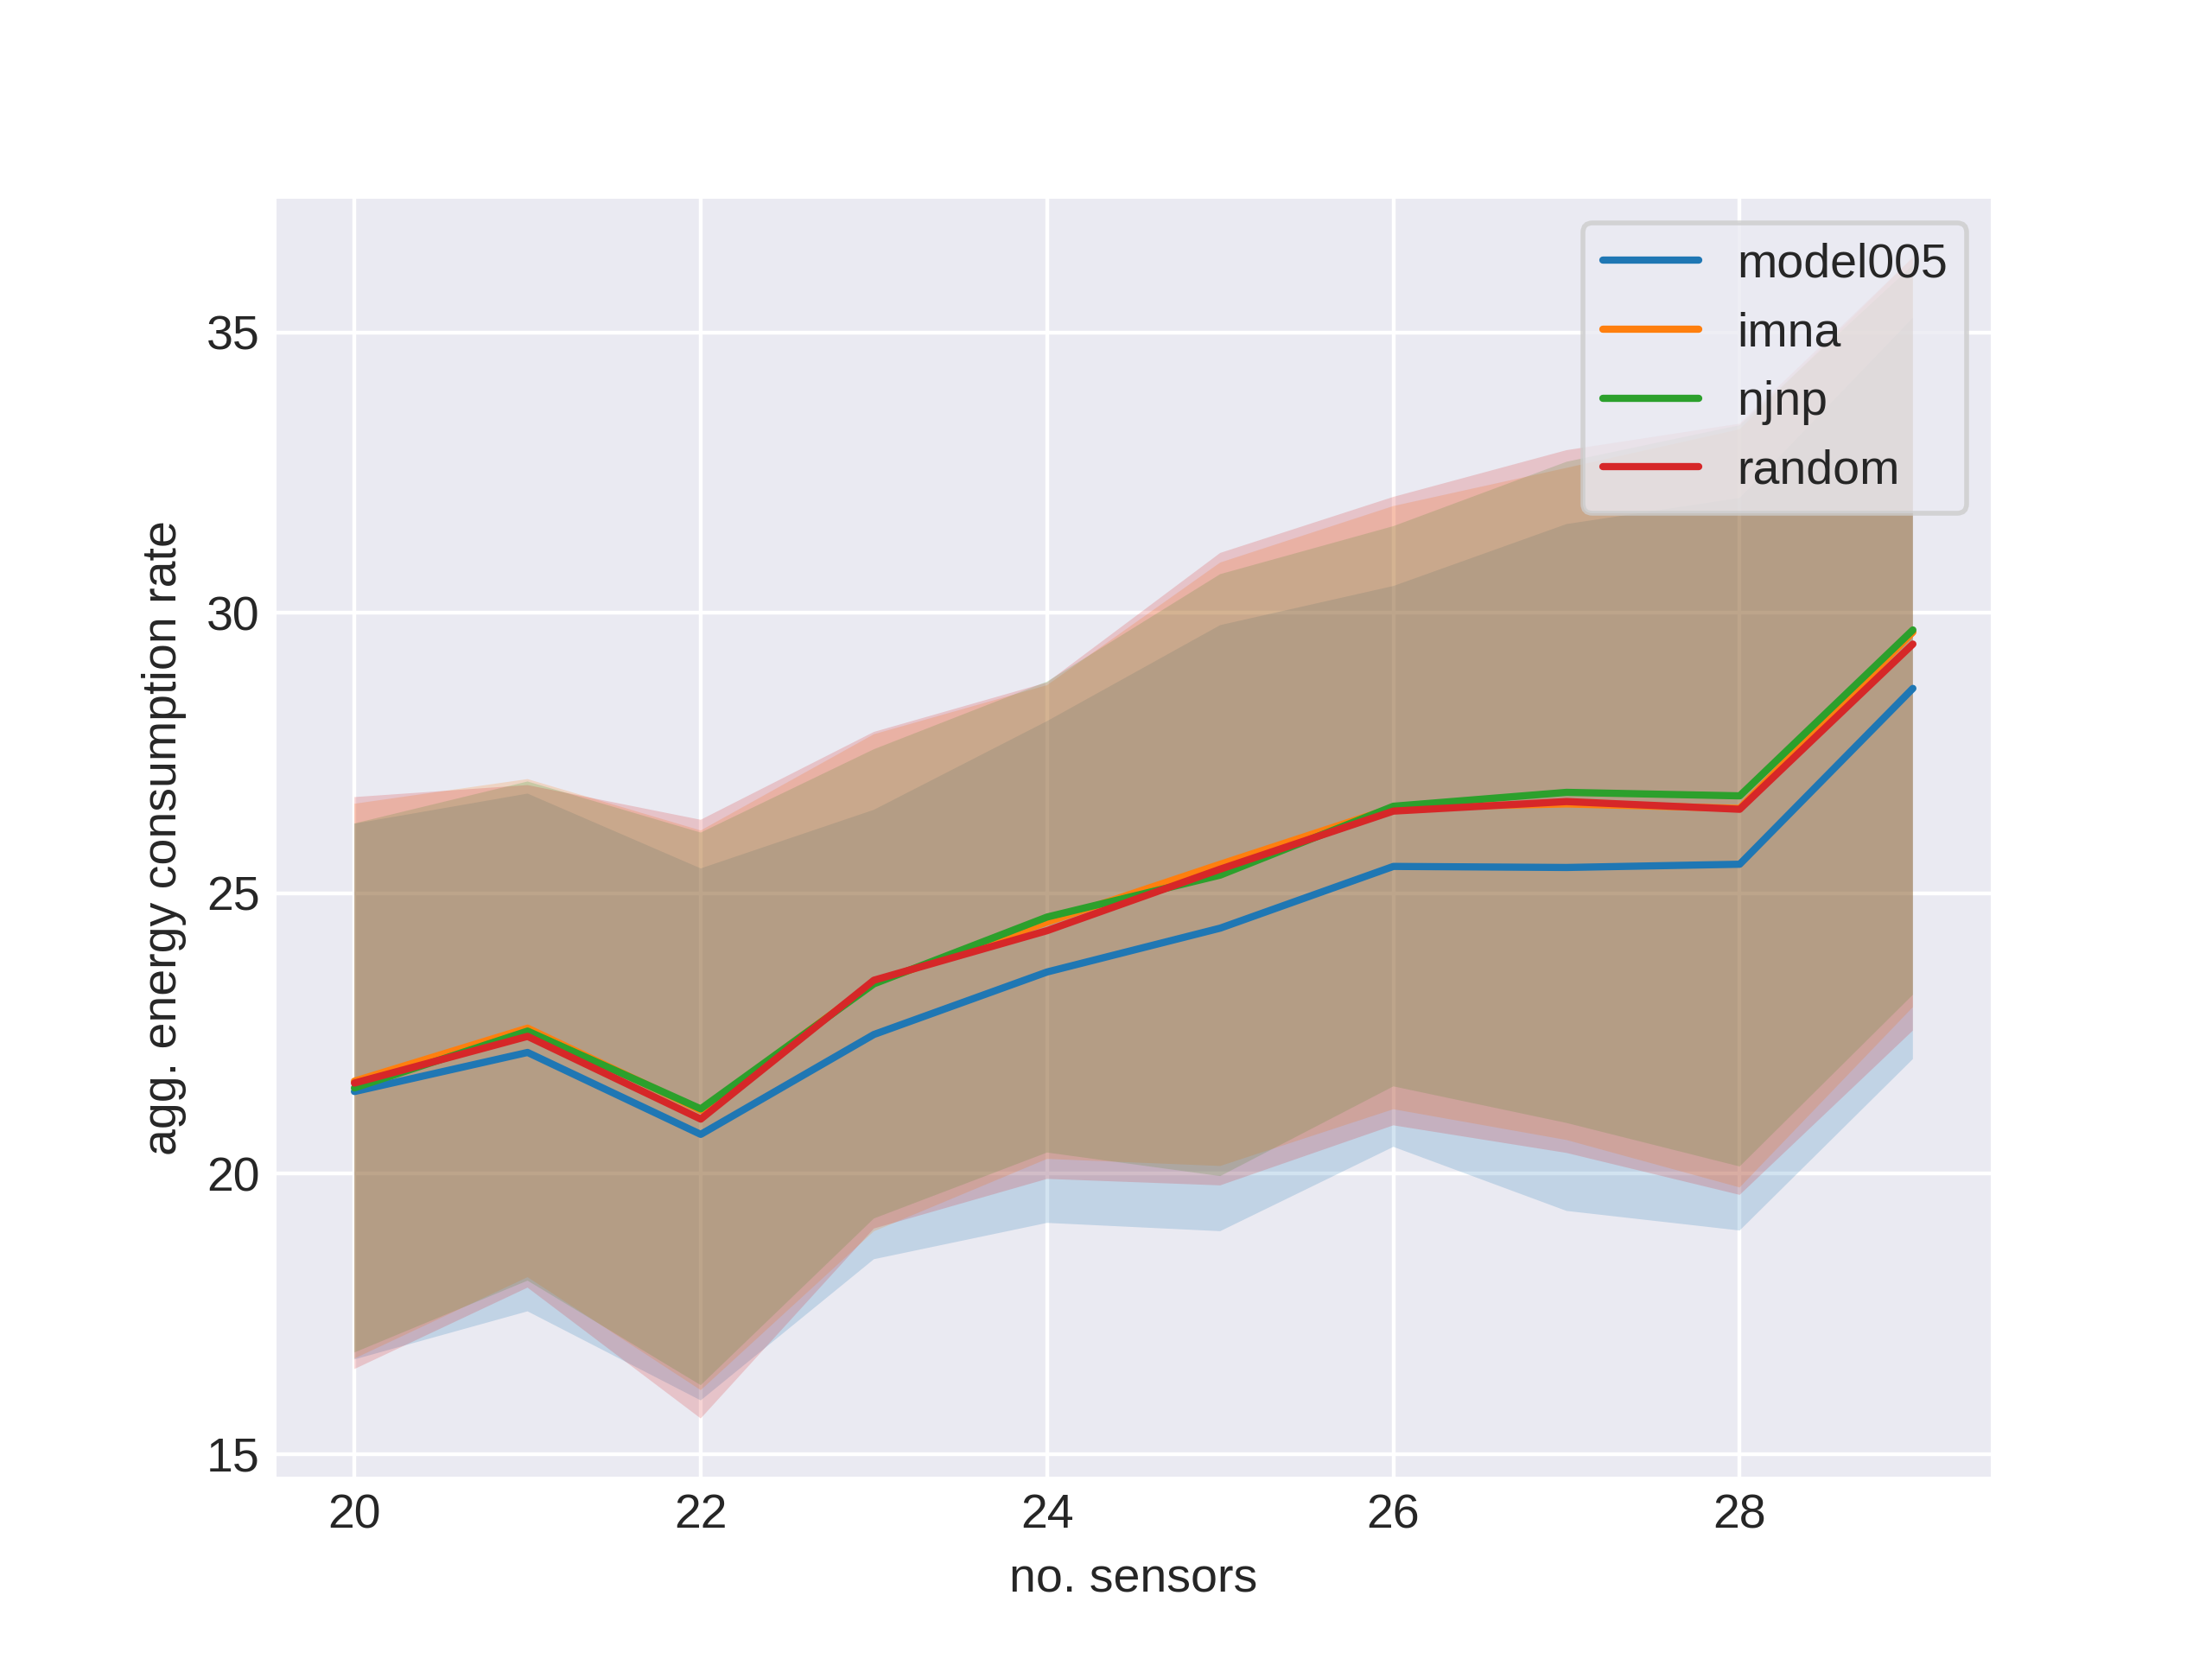 model005
imna
njnp
random
agg. energy consumption rate
35
30
25
20
15
20 22 24 26 28
no. sensors